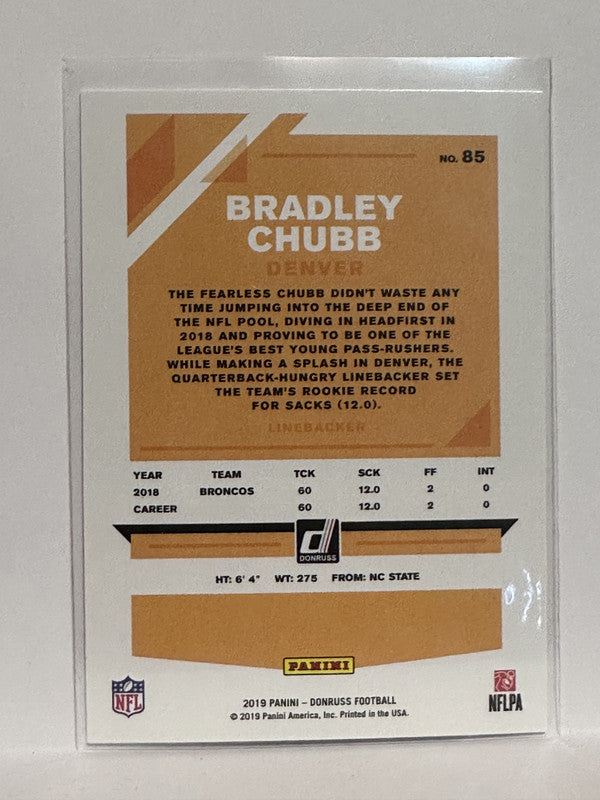 NO. 85
BRADLEY
CHUBB
DENVER
THE FEARLESS CHUBB DIDN'T WASTE ANY
TIME JUMPING INTO THE DEEP END OF
THE NFL POOL, DIVING IN HEADFIRST IN
2018 AND PROVING TO BE ONE OF THE
LEAGUE'S BEST YOUNG PASS-RUSHERS.
WHILE MAKING A SPLASH IN DENVER, THE
QUARTERBACK-HUNGRY LINEBACKER SET
THE TEAM'S ROOKIE RECORD
FOR SACKS (12.0).
LINEBACKER
YEAR TEAM TCK SCK FF INT
2018 BRONCOS 60 12.0 2 0
CAREER 60 12.0 2 0
DONRUSS
HT: 6' 4" WT: 275 FROM: NC STATE
PANINI
NFL
2019 PANINI – DONRUSS FOOTBALL
© 2019 Panini America, Inc. Printed in the USA.
NFLPA